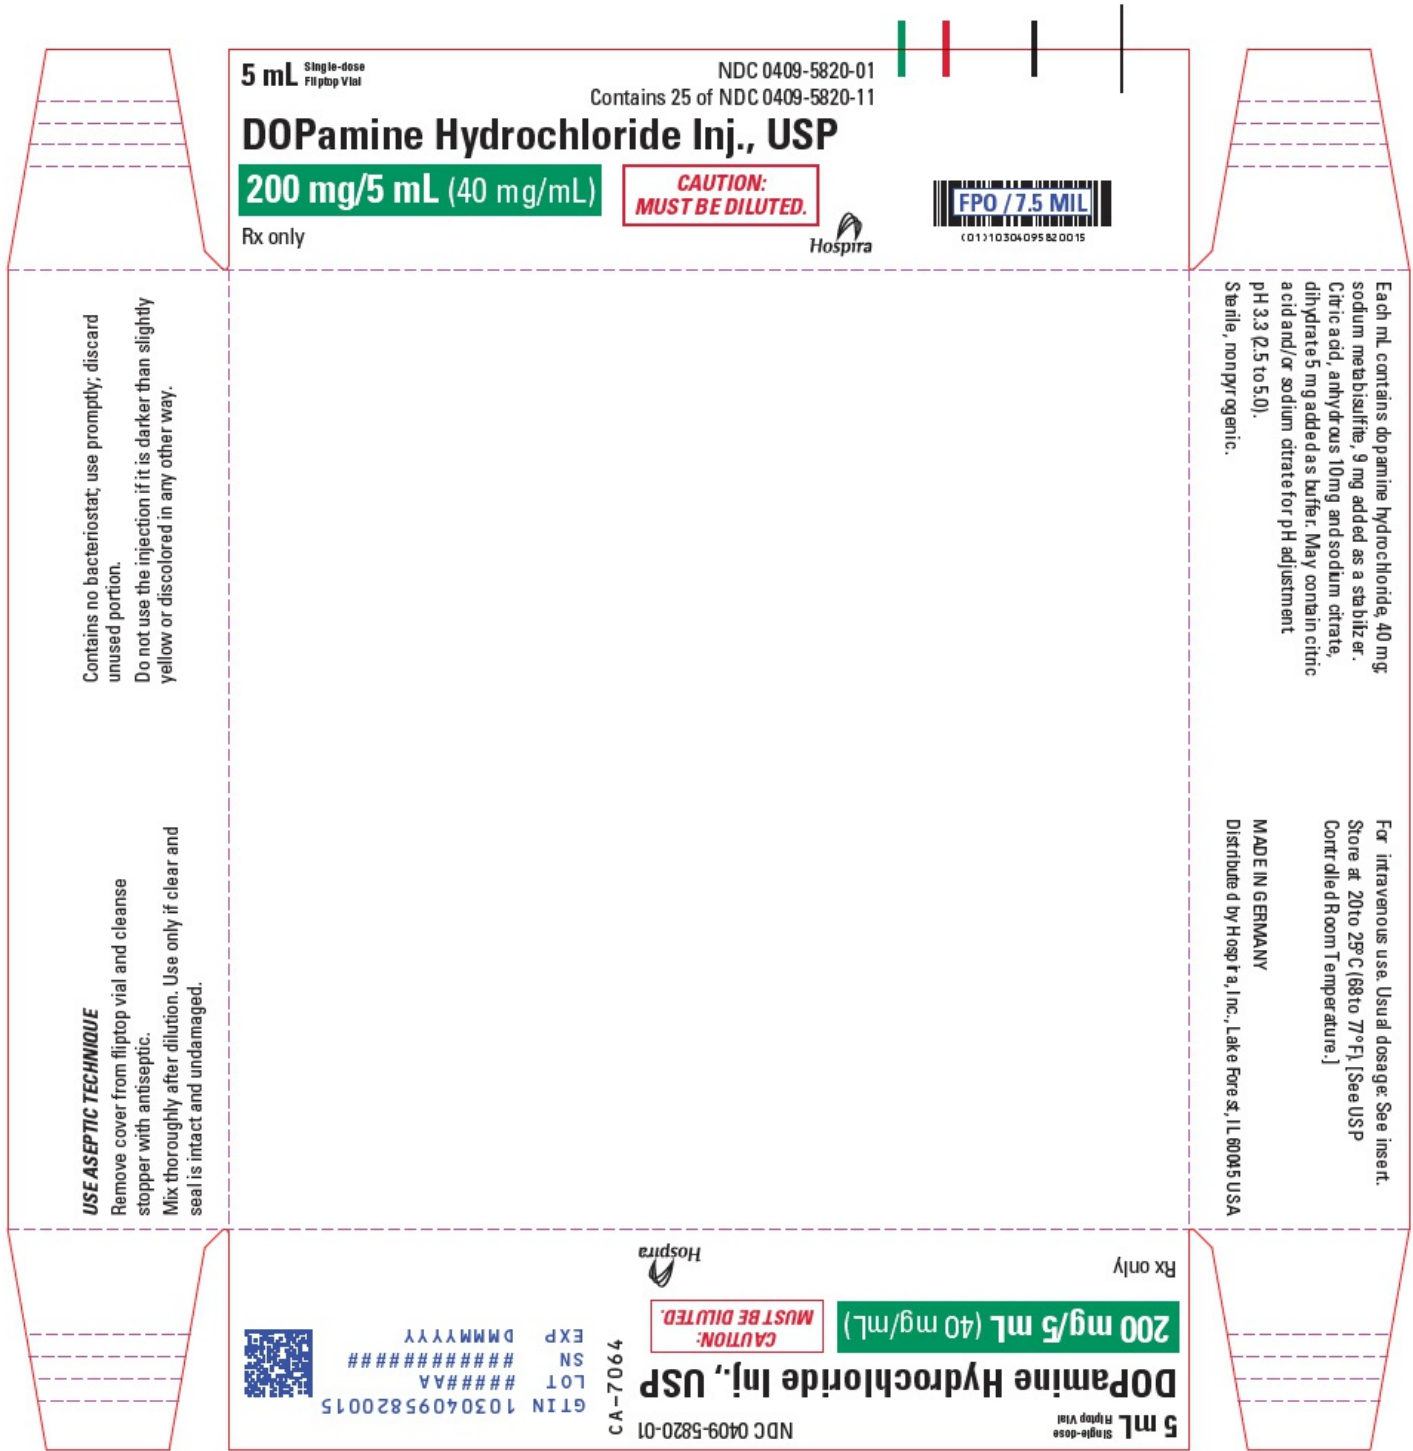 5 mL Single-dose
Fliptop Vial
NDC 0409-5820-01
Contains 25 of NDC 0409-5820-11
DOPamine Hydrochloride Inj., USP
200 mg/5 mL (40 mg/mL)
CAUTION:
MUST BE DILUTED.
Rx only
Hospira
FPO / 7.5 MIL
(01)10304095820015
Contains no bacteriostat; use promptly; discard
unused portion.
Do not use the injection if it is darker than slightly
yellow or discolored in any other way.
USE ASEPTIC TECHNIQUE
Remove cover from fliptop vial and cleanse
stopper with antiseptic.
Mix thoroughly after dilution. Use only if clear and
seal is intact and undamaged.
Each mL contains dopamine hydrochloride, 40 mg;
sodium metabisulfite, 9 mg added as a stabilizer.
Citric acid, anhydrous 10 mg and sodium citrate,
dihydrate 5 mg added as buffer. May contain citric
acid and/or sodium citrate for pH adjustment
pH 3.3 (2.5 to 5.0).
Sterile, nonpyrogenic.
For intravenous use. Usual dosage: See insert.
Store at 20 to 25°C (68 to 77°F). [See USP
Controlled Room Temperature.]
MADE IN GERMANY
Distributed by Hospira, Inc., Lake Forest, IL 60045 USA
5 mL Single-dose
Fliptop Vial
NDC 0409-5820-01
DOPamine Hydrochloride Inj., USP
200 mg/5 mL (40 mg/mL)
CAUTION:
MUST BE DILUTED.
Rx only
Hospira
CA-7064
GTIN 10304095820015
LOT ######AA
SN ############
EXP DMMMYYYY